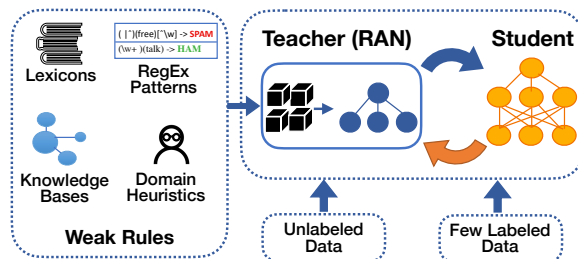 ( |^)(free)[^\w] -> SPAM
(\w+ )(talk) -> HAM
Lexicons
RegEx
Patterns
Knowledge
Bases
Domain
Heuristics
Weak Rules
Teacher (RAN)
Student
Unlabeled
Data
Few Labeled
Data